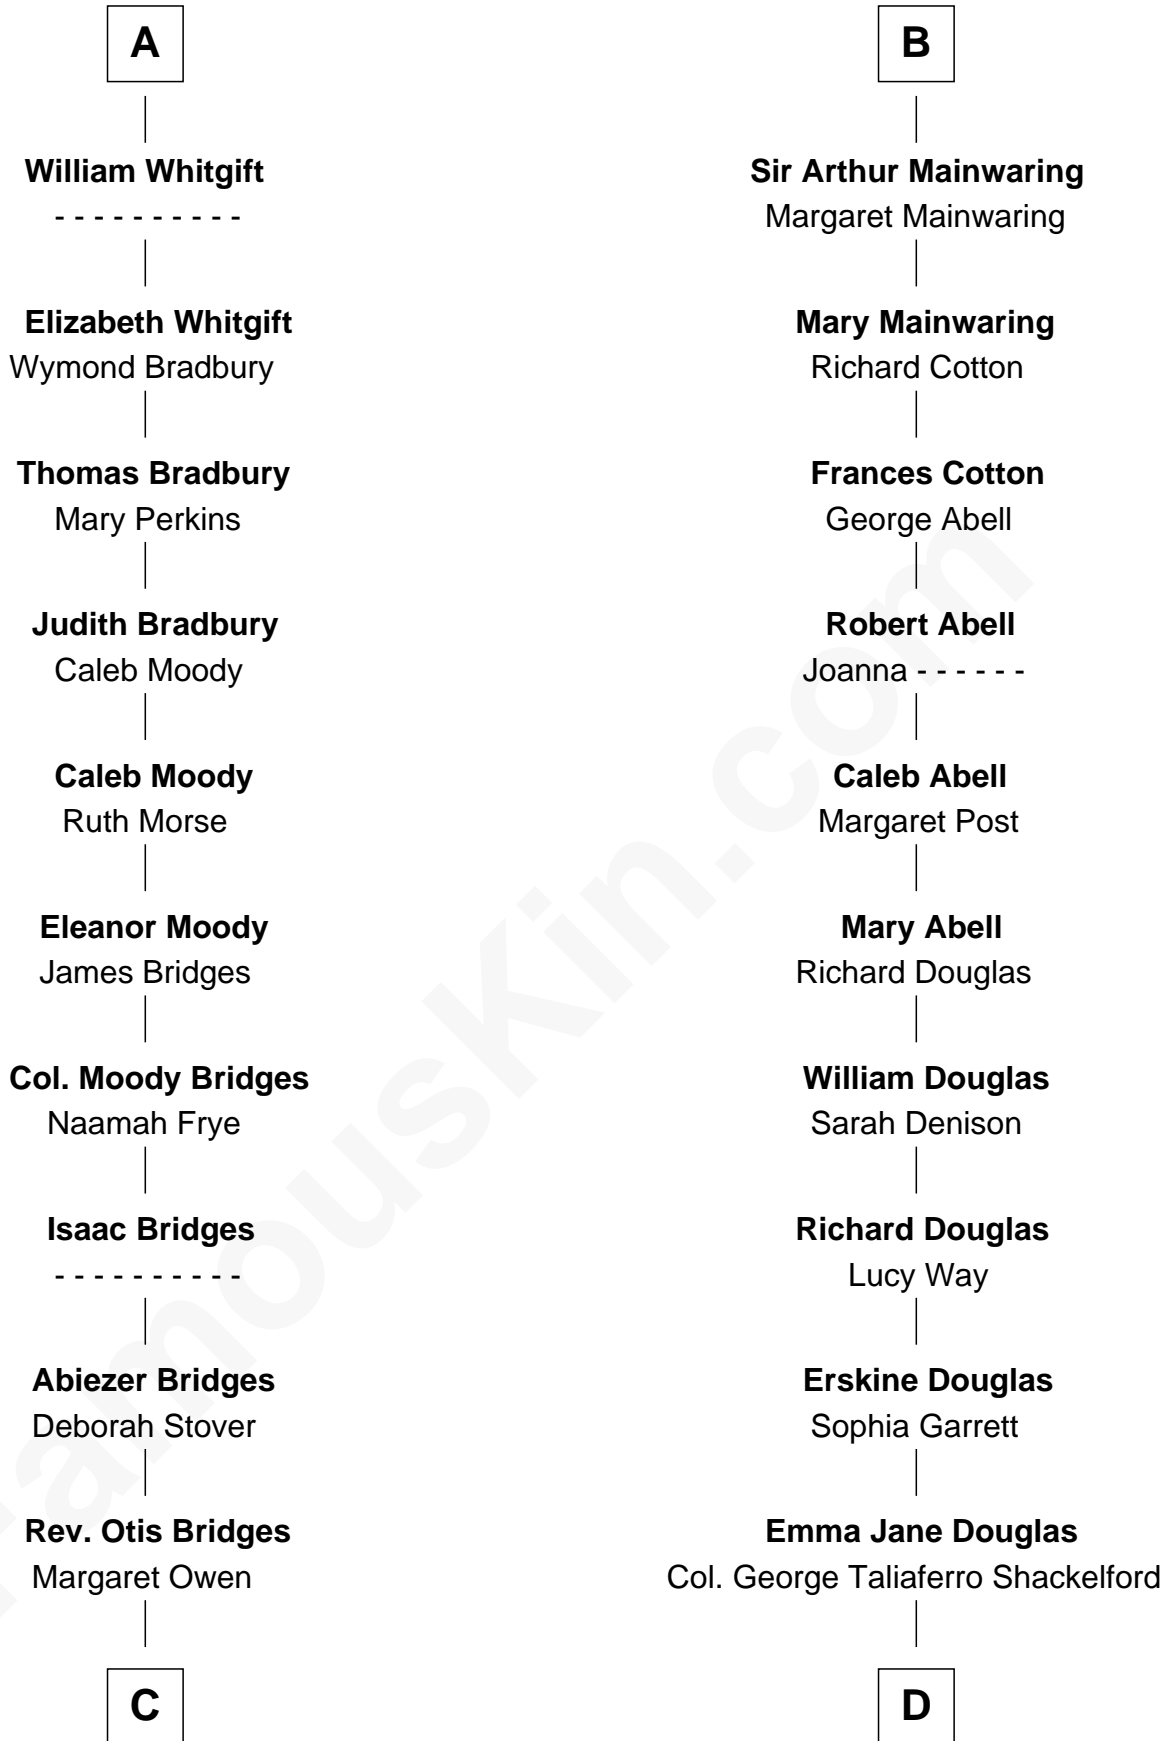 A
William Whitgift
- - - - - - - - - -
Elizabeth Whitgift
Wymond Bradbury
Thomas Bradbury
Mary Perkins
Judith Bradbury
Caleb Moody
Caleb Moody
Ruth Morse
Eleanor Moody
James Bridges
Col. Moody Bridges
Naamah Frye
Isaac Bridges
- - - - - - - - - -
Abiezer Bridges
Deborah Stover
Rev. Otis Bridges
Margaret Owen
C
B
Sir Arthur Mainwaring
Margaret Mainwaring
Mary Mainwaring
Richard Cotton
Frances Cotton
George Abell
Robert Abell
Joanna - - - - - -
Caleb Abell
Margaret Post
Mary Abell
Richard Douglas
William Douglas
Sarah Denison
Richard Douglas
Lucy Way
Erskine Douglas
Sophia Garrett
Emma Jane Douglas
Col. George Taliaferro Shackelford
D
FamousKin.com